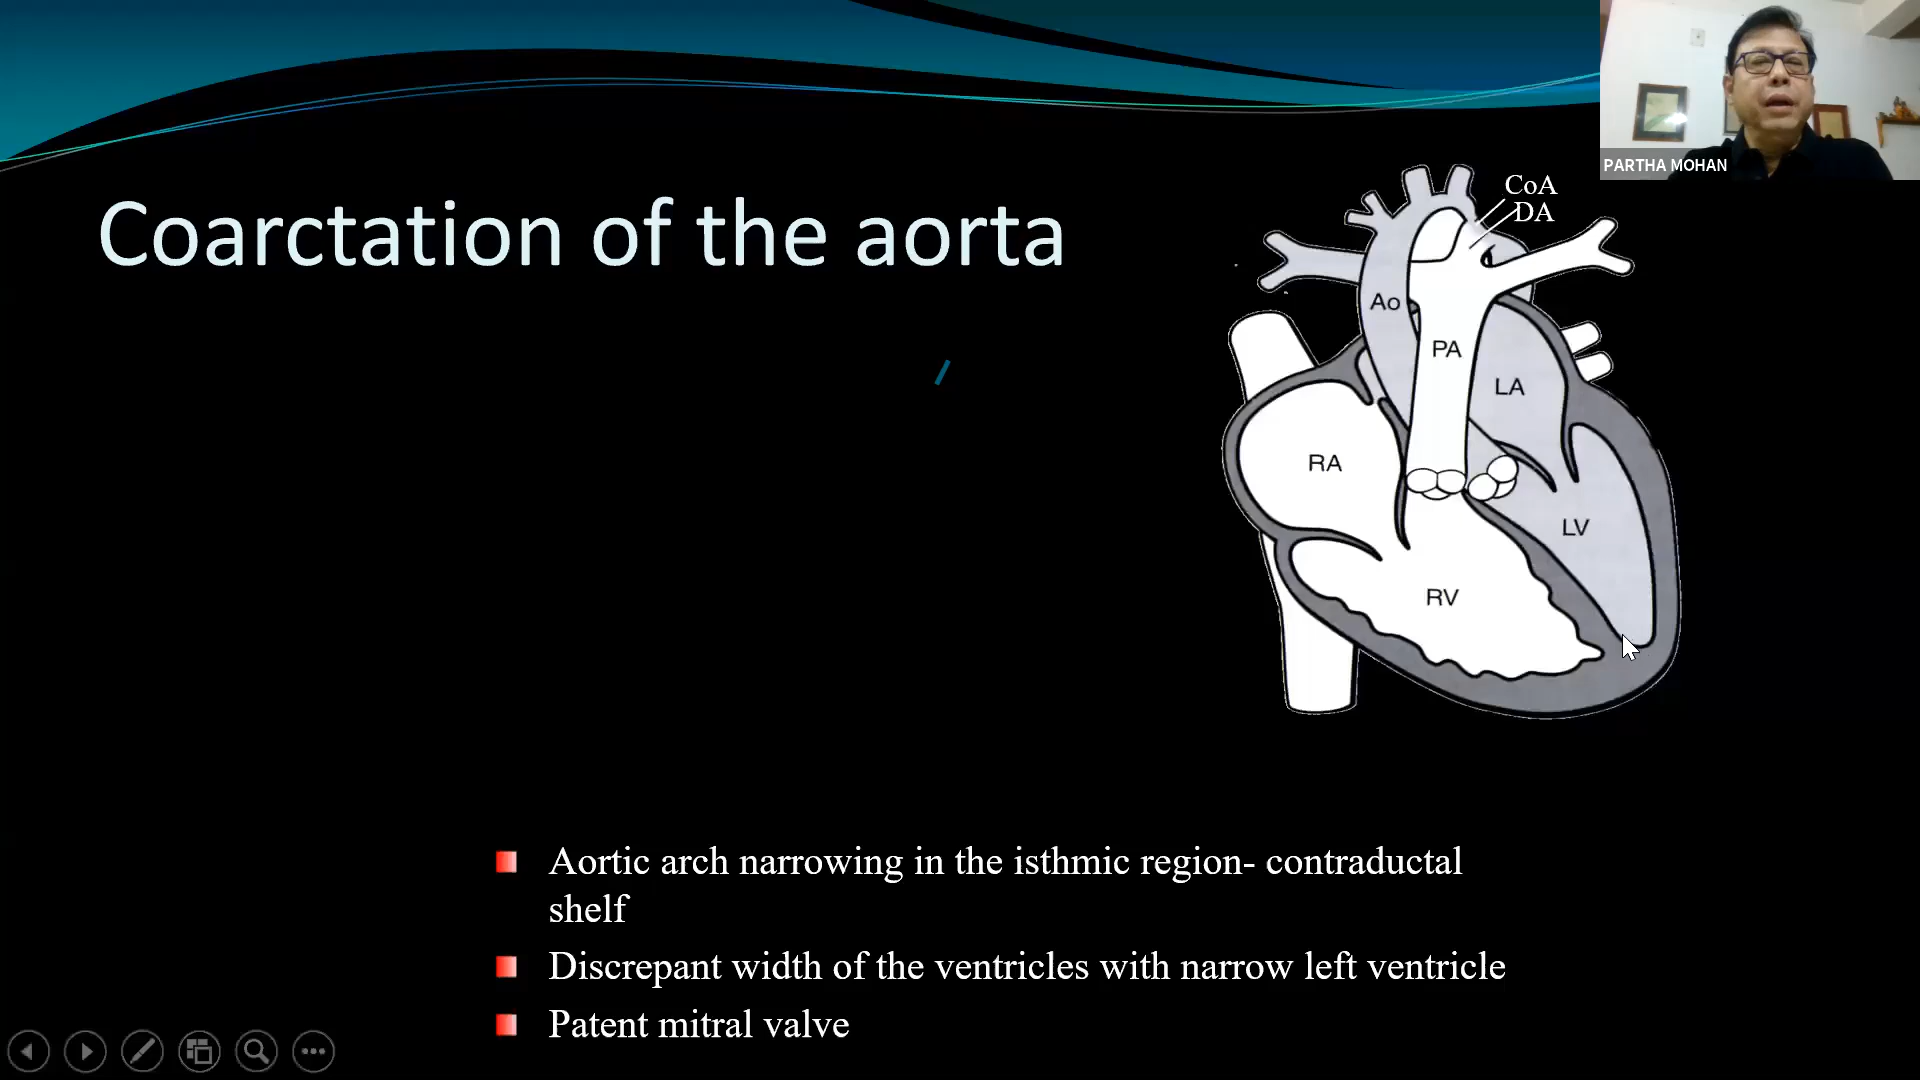 PARTHA MOHAN
Coarctation of the aorta
CoA
DA
Ao
PA
LA
RA
LV
RV
Aortic arch narrowing in the isthmic region- contraductal
shelf
Discrepant width of the ventricles with narrow left ventricle
Patent mitral valve